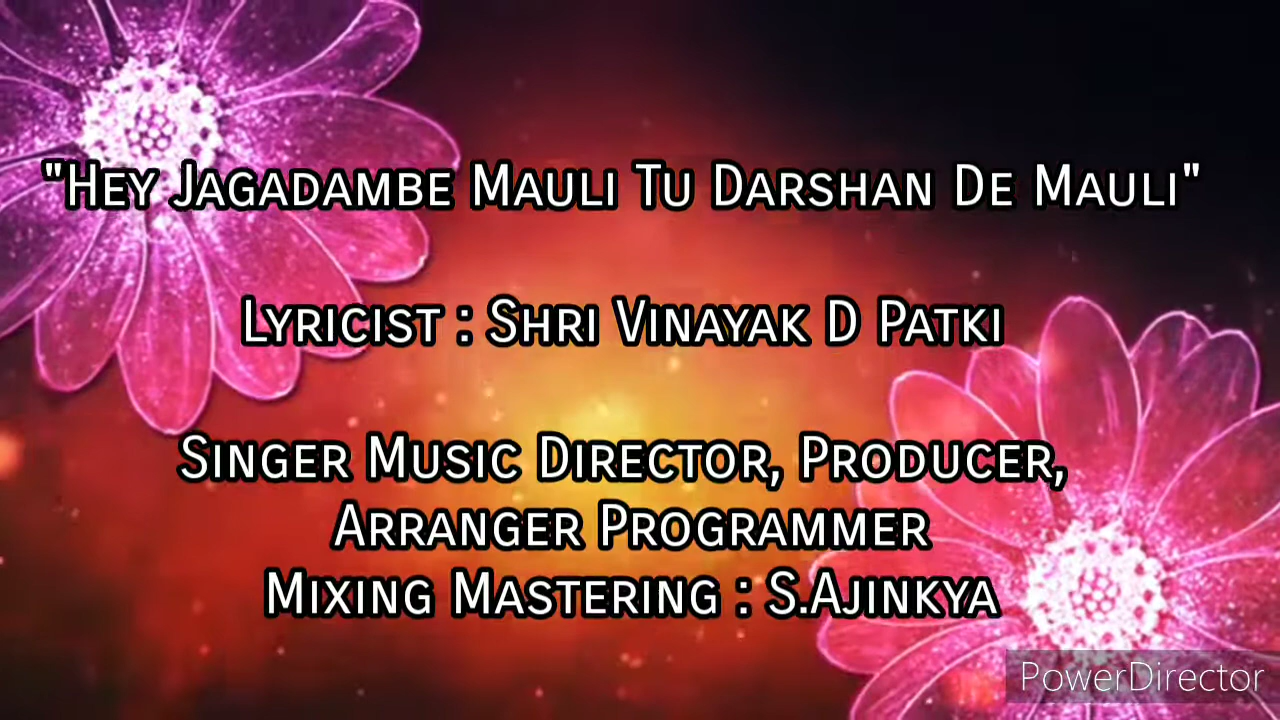 "Hey Jagadambe Mauli Tu Darshan De Mauli"
Lyricist : Shri Vinayak D Patki
Singer Music Director, Producer,
Arranger Programmer
Mixing Mastering : S.Ajinkya
PowerDirector